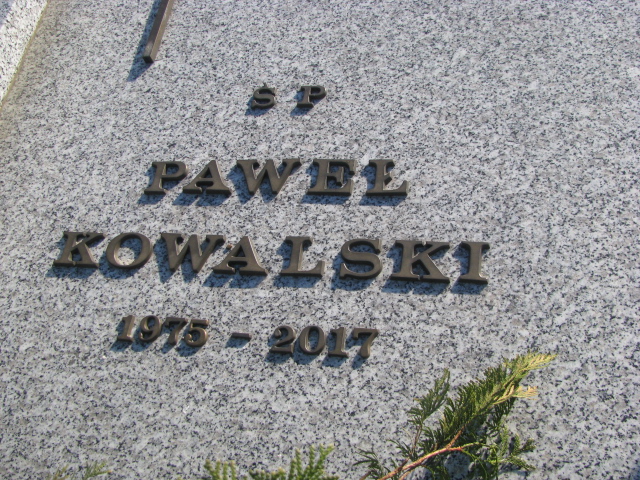 Ś P
PAWEŁ
KOWALSKI
1975 - 2017